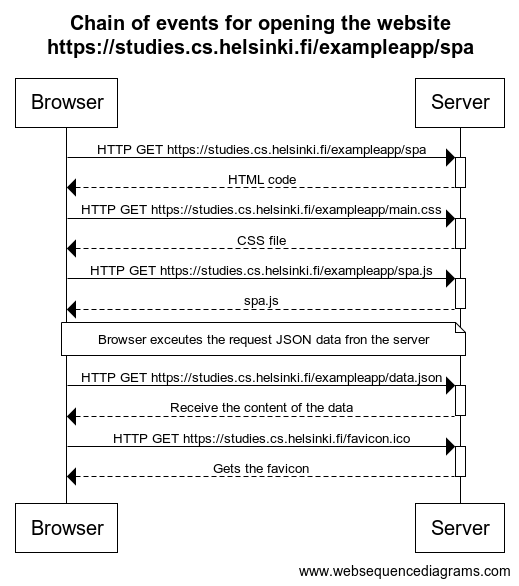 Chain of events for opening the website
https://studies.cs.helsinki.fi/exampleapp/spa
Browser
Server
HTTP GET https://studies.cs.helsinki.fi/exampleapp/spa
HTML code
HTTP GET https://studies.cs.helsinki.fi/exampleapp/main.css
CSS file
HTTP GET https://studies.cs.helsinki.fi/exampleapp/spa.js
spa.js
Browser exceutes the request JSON data fron the server
HTTP GET https://studies.cs.helsinki.fi/exampleapp/data.json
Receive the content of the data
HTTP GET https://studies.cs.helsinki.fi/favicon.ico
Gets the favicon
Browser
Server
www.websequencediagrams.com